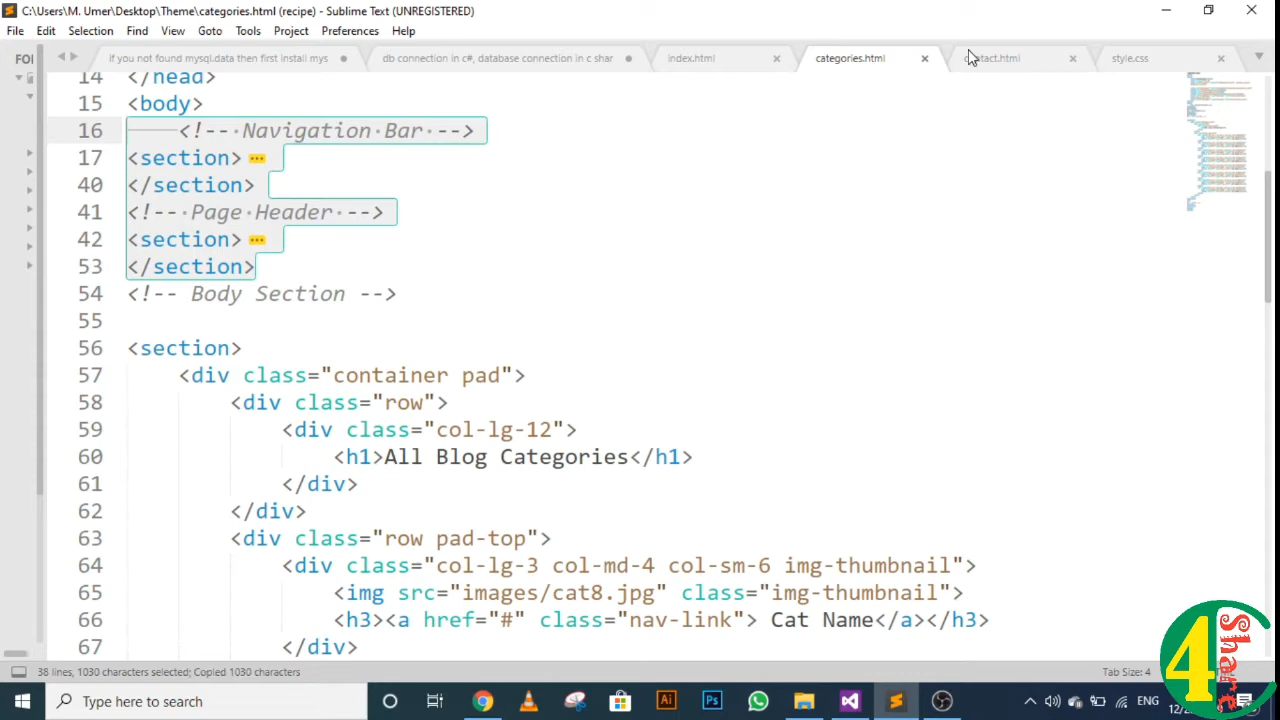 C:\Users\M. Umer\Desktop\Theme\categories.html (recipe) - Sublime Text (UNREGISTERED)
File Edit Selection Find View Goto Tools Project Preferences Help
FOI
if you not found mysql.data then first install mys
db connection in c#, database connection in c shar
index.html
categories.html
contact.html
style.css
14 </head>
15 <body>
16 <!-- Navigation Bar -->
17 <section>
40 </section>
41 <!-- Page Header -->
42 <section>
53 </section>
54 <!-- Body Section -->
55
56 <section>
57 <div class="container pad">
58 <div class="row">
59 <div class="col-lg-12">
60 <h1>All Blog Categories</h1>
61 </div>
62 </div>
63 <div class="row pad-top">
64 <div class="col-lg-3 col-md-4 col-sm-6 img-thumbnail">
65 <img src="images/cat8.jpg" class="img-thumbnail">
66 <h3><a href="#" class="nav-link"> Cat Name</a></h3>
67 </div>
38 lines, 1030 characters selected; Copied 1030 characters
Tab Size: 4
4 Share
Type here to search
Ai
Ps
ENG